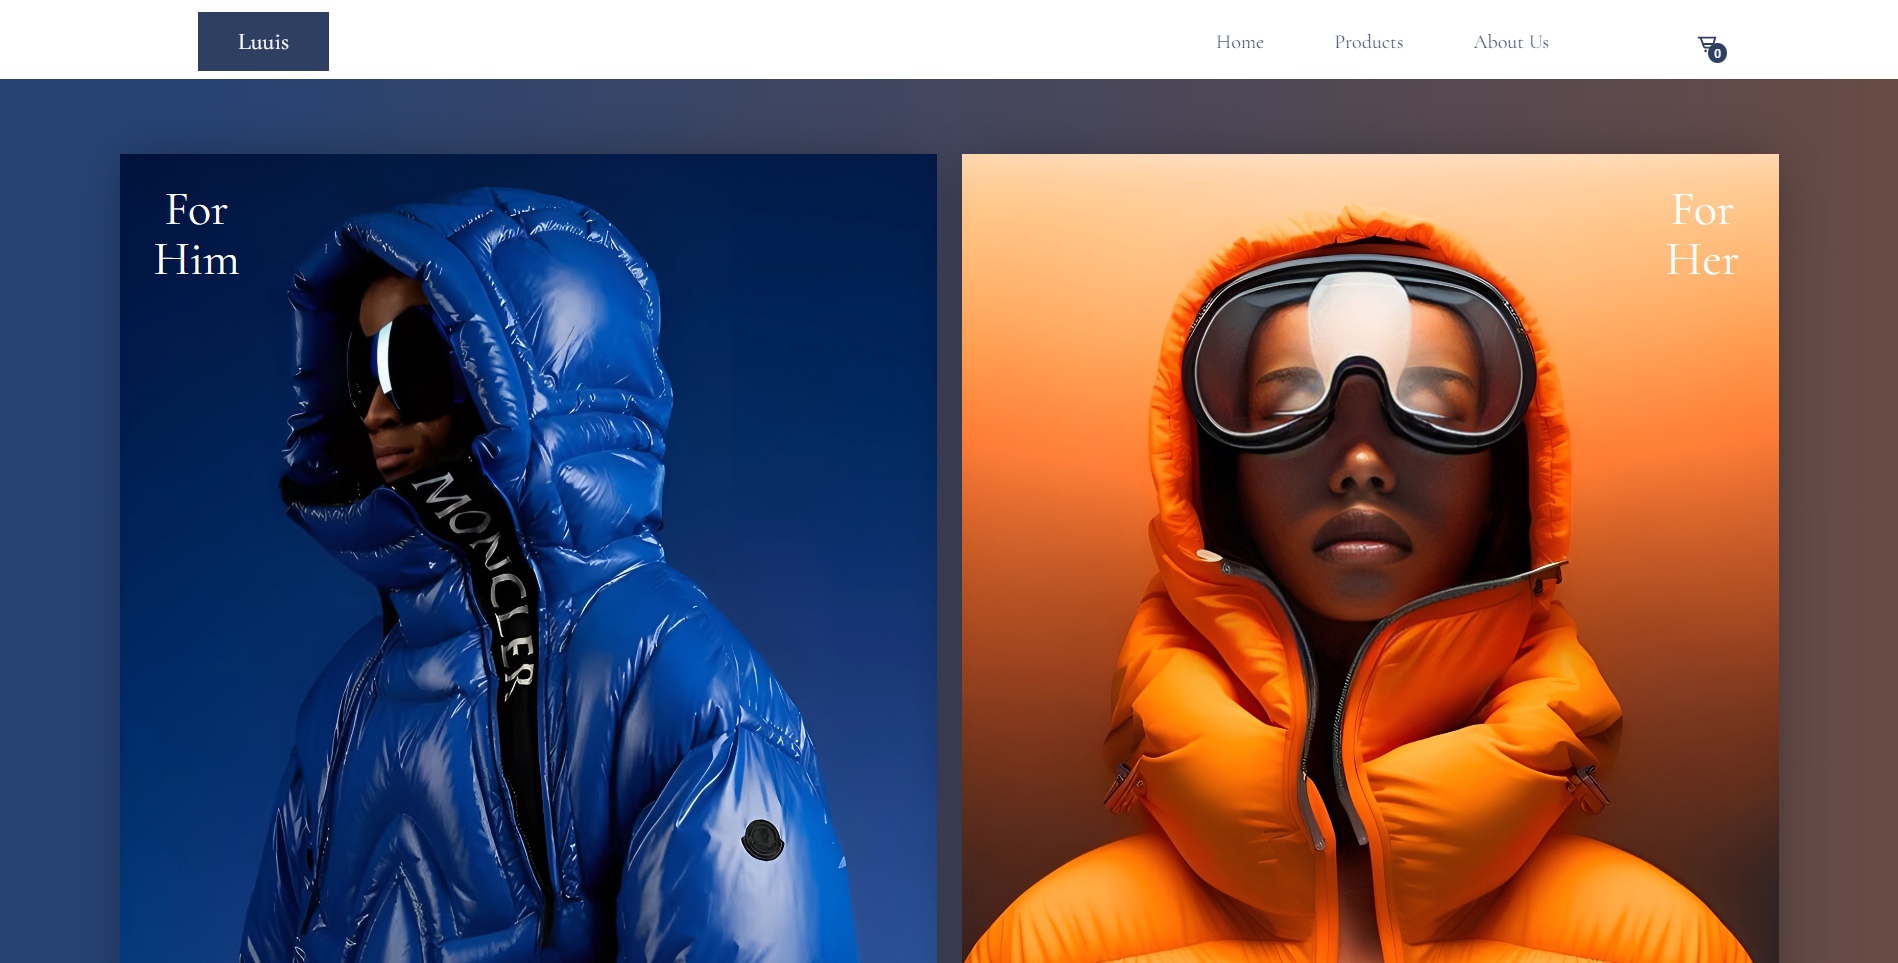 Luuis
Home
Products
About Us
0
For
Him
For
Her
MONCLER